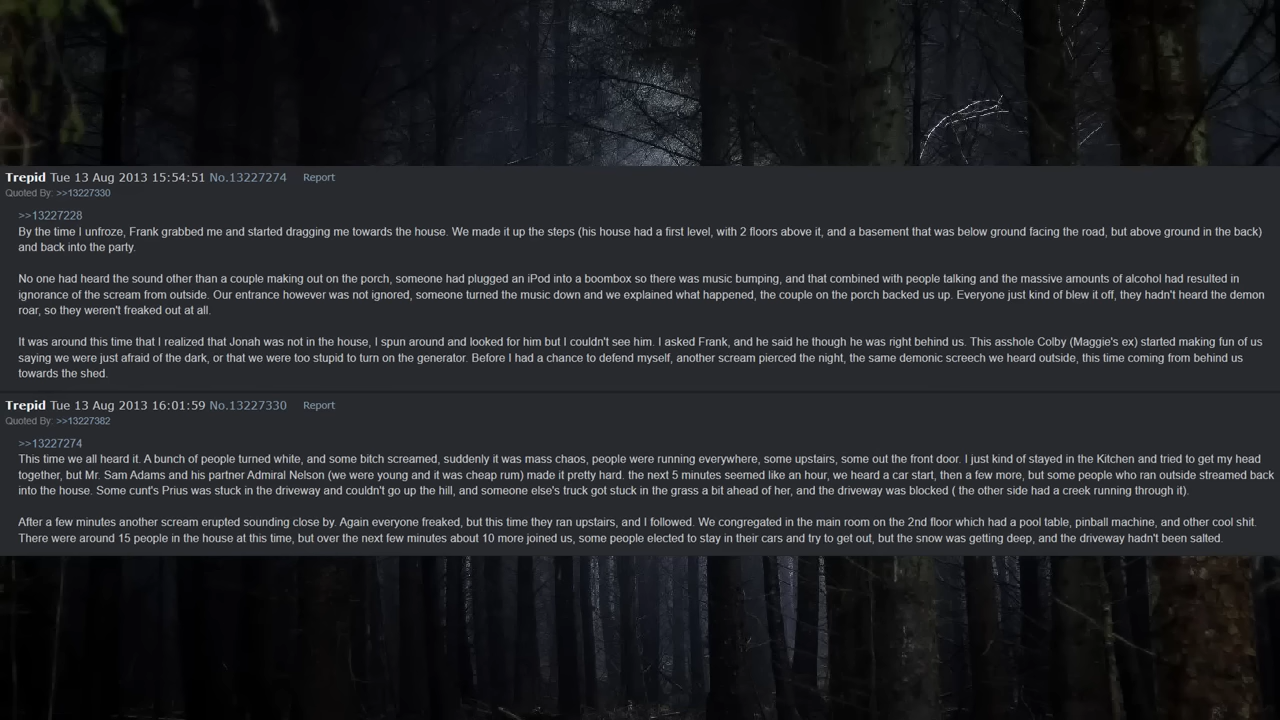 Trepid Tue 13 Aug 2013 15:54:51 No.13227274 Report
Quoted By: >>13227330
>>13227228
By the time I unfroze, Frank grabbed me and started dragging me towards the house. We made it up the steps (his house had a first level, with 2 floors above it, and a basement that was below ground facing the road, but above ground in the back)
and back into the party.
No one had heard the sound other than a couple making out on the porch, someone had plugged an iPod into a boombox so there was music bumping, and that combined with people talking and the massive amounts of alcohol had resulted in
ignorance of the scream from outside. Our entrance however was not ignored, someone turned the music down and we explained what happened, the couple on the porch backed us up. Everyone just kind of blew it off, they hadn't heard the demon
roar, so they weren't freaked out at all.
It was around this time that I realized that Jonah was not in the house, I spun around and looked for him but I couldn't see him. I asked Frank, and he said he though he was right behind us. This asshole Colby (Maggie's ex) started making fun of us
saying we were just afraid of the dark, or that we were too stupid to turn on the generator. Before I had a chance to defend myself, another scream pierced the night, the same demonic screech we heard outside, this time coming from behind us
towards the shed.
Trepid Tue 13 Aug 2013 16:01:59 No.13227330 Report
Quoted By: >>13227382
>>13227274
This time we all heard it. A bunch of people turned white, and some bitch screamed, suddenly it was mass chaos, people were running everywhere, some upstairs, some out the front door. I just kind of stayed in the Kitchen and tried to get my head
together, but Mr. Sam Adams and his partner Admiral Nelson (we were young and it was cheap rum) made it pretty hard. the next 5 minutes seemed like an hour, we heard a car start, then a few more, but some people who ran outside streamed back
into the house. Some cunt's Prius was stuck in the driveway and couldn't go up the hill, and someone else's truck got stuck in the grass a bit ahead of her, and the driveway was blocked ( the other side had a creek running through it).
After a few minutes another scream erupted sounding close by. Again everyone freaked, but this time they ran upstairs, and I followed. We congregated in the main room on the 2nd floor which had a pool table, pinball machine, and other cool shit.
There were around 15 people in the house at this time, but over the next few minutes about 10 more joined us, some people elected to stay in their cars and try to get out, but the snow was getting deep, and the driveway hadn't been salted.